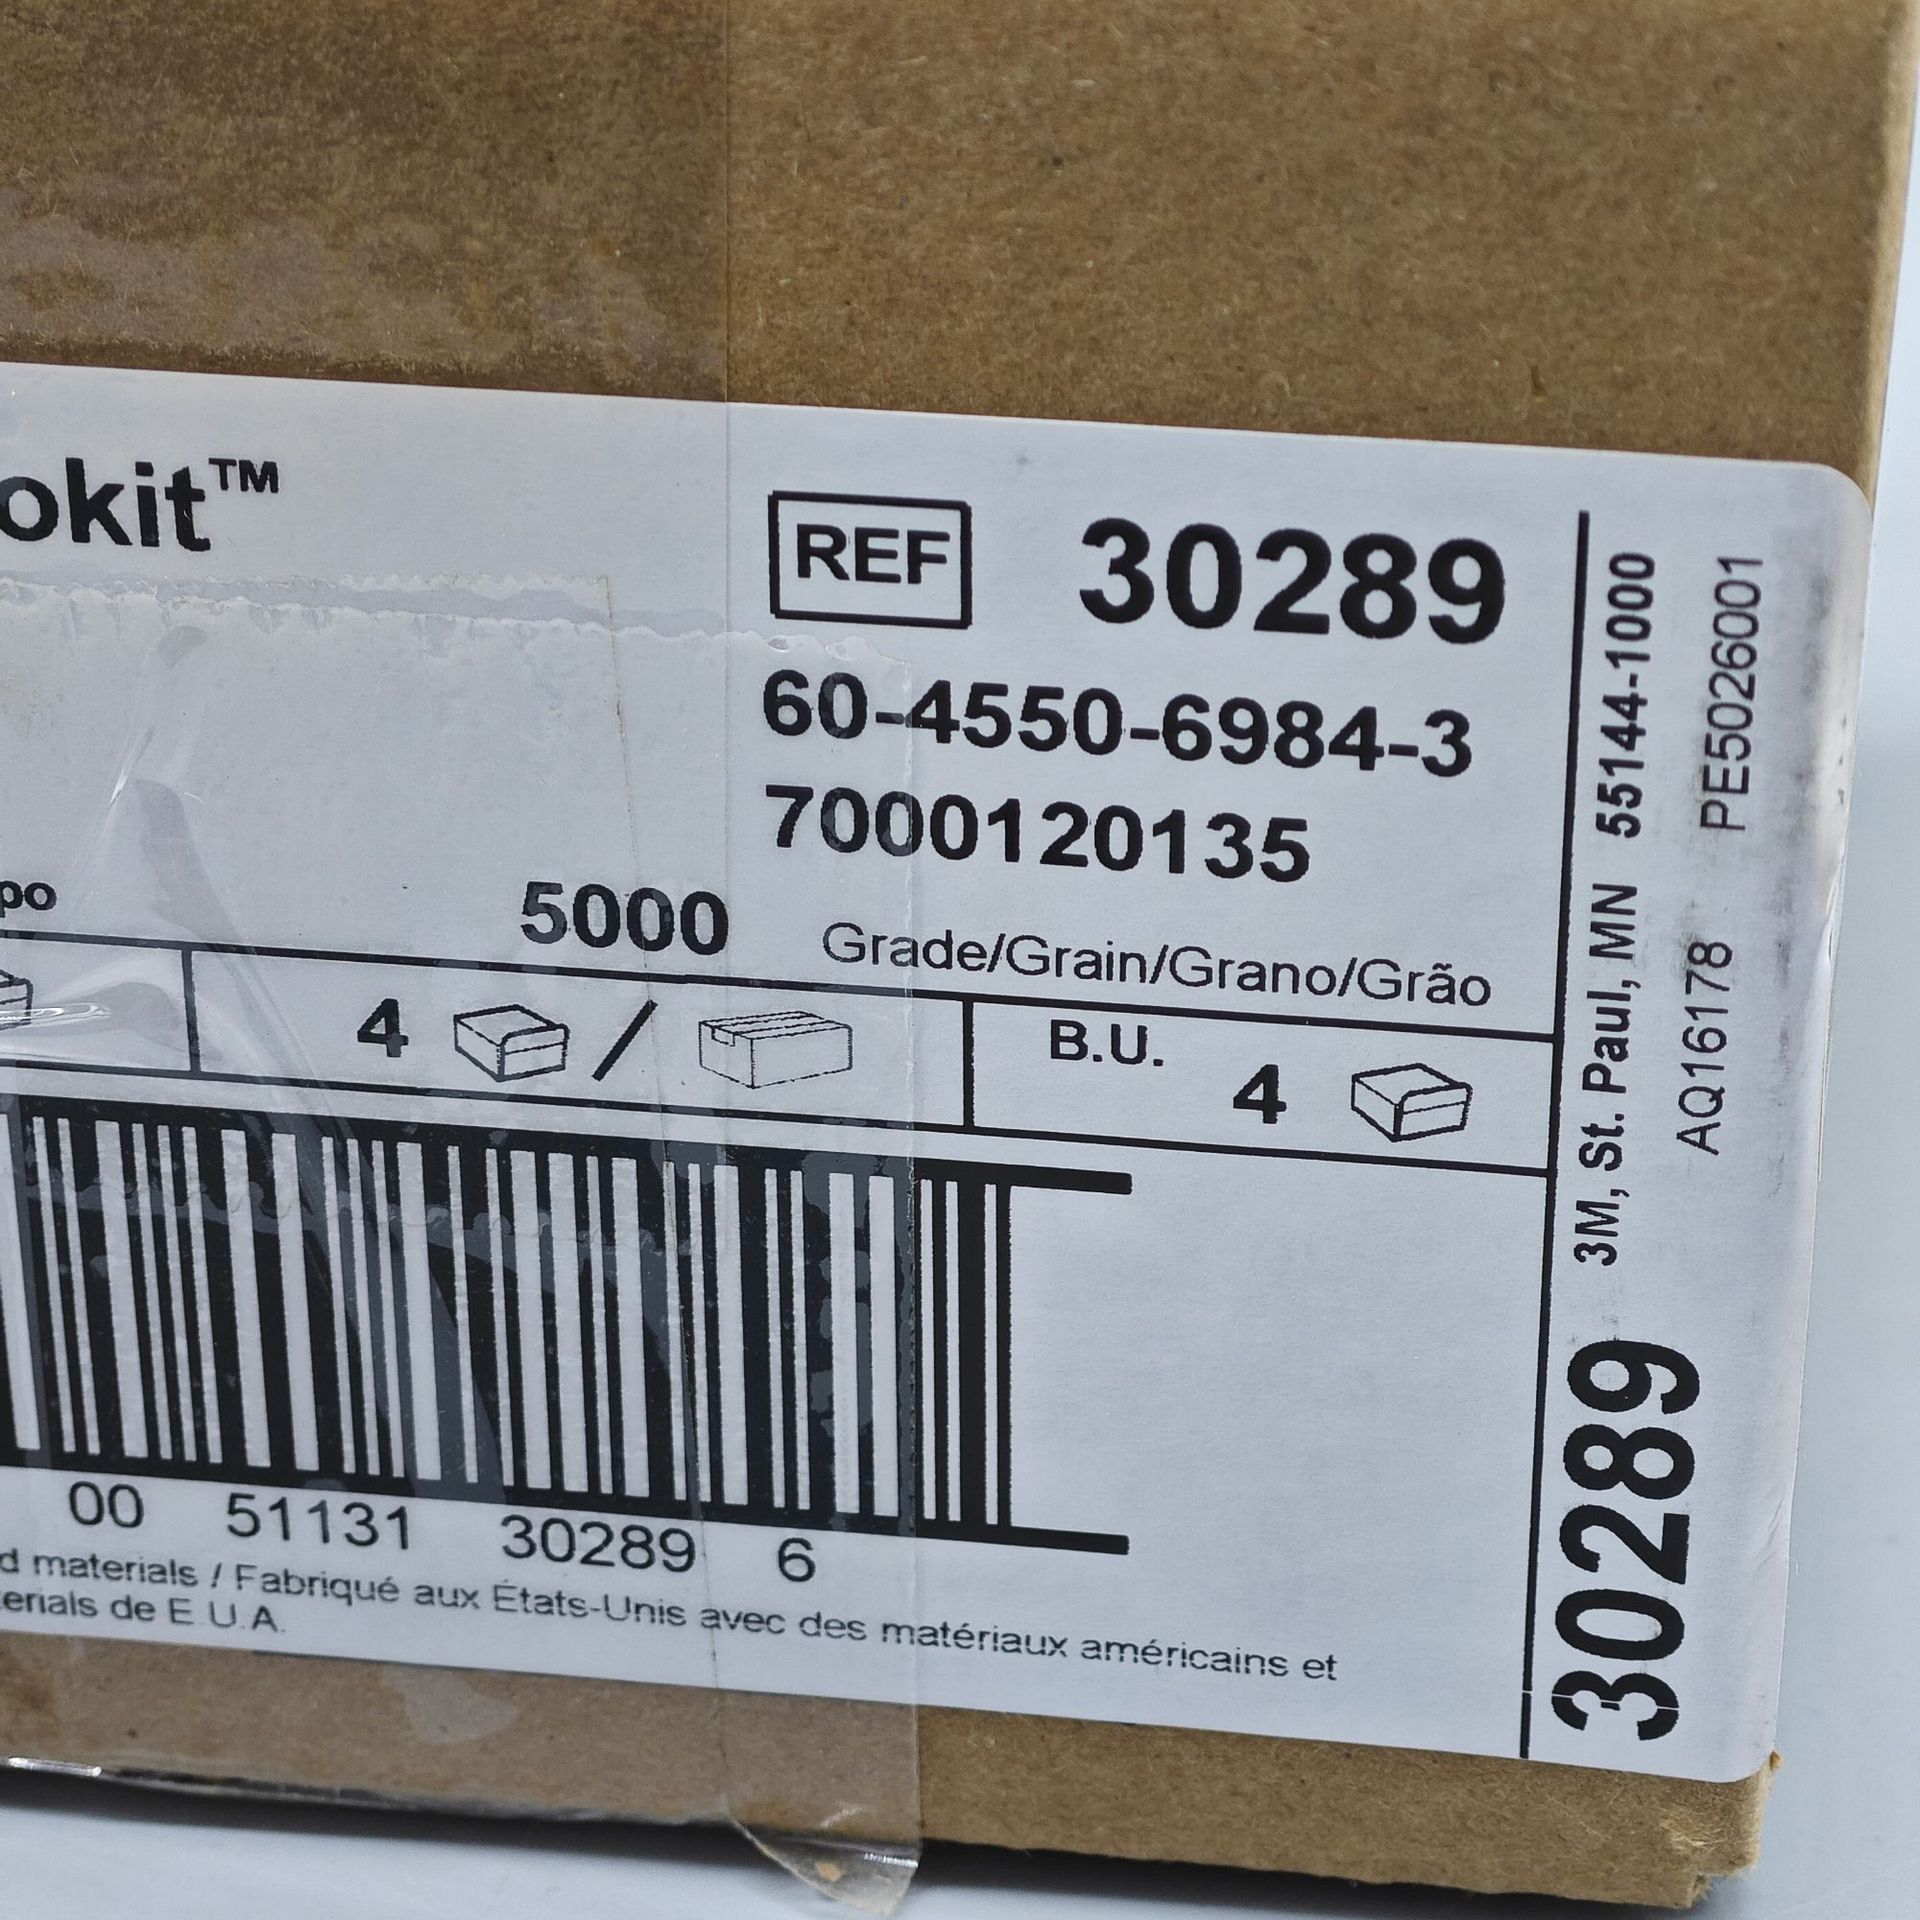 okit™
REF 30289
60-4550-6984-3
7000120135
po
5000 Grade/Grain/Grano/Grão
4 / B.U. 4
00 51131 30289 6
d materials / Fabriqué aux États-Unis avec des matériaux américains et
erials de E.U.A.
30289 3M, St. Paul, MN 55144-1000
AQ16178 PE5026001